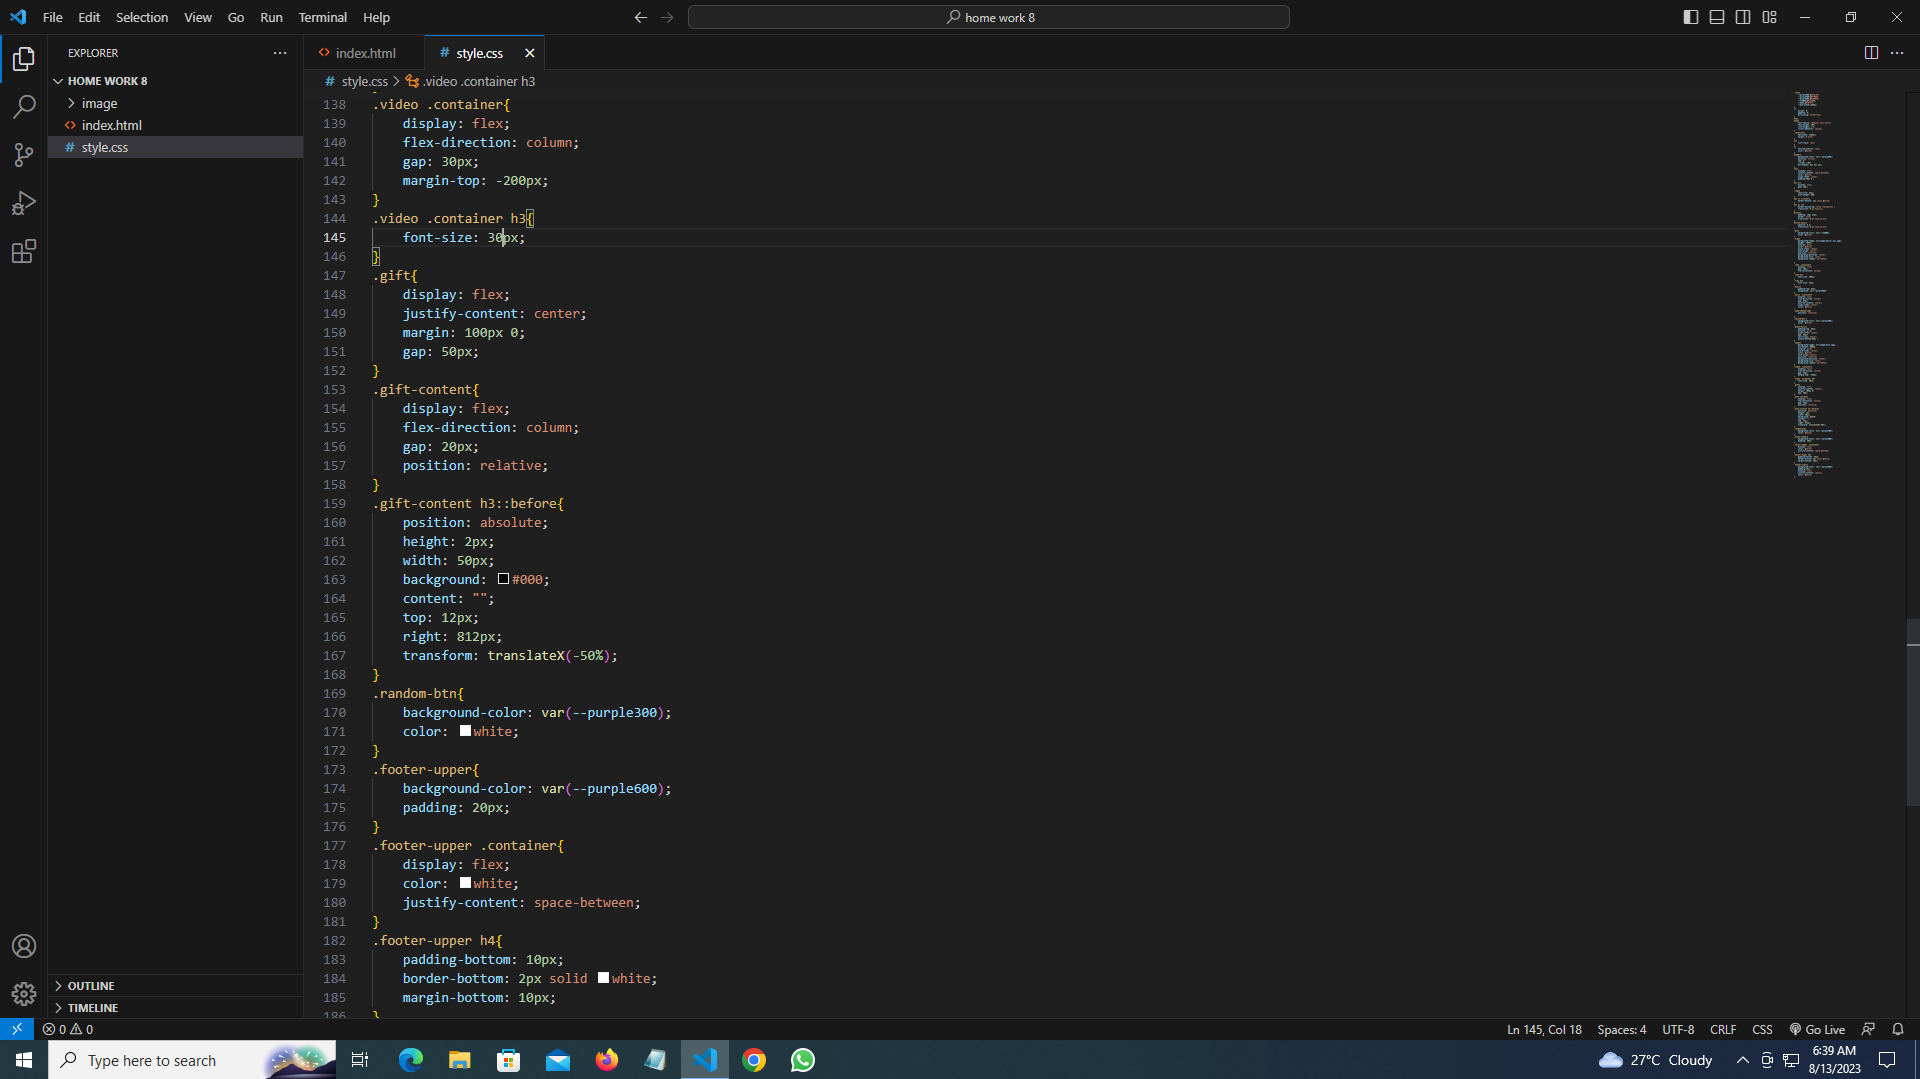 File Edit Selection View Go Run Terminal Help
home work 8
EXPLORER
HOME WORK 8
image
index.html
style.css
OUTLINE
TIMELINE
index.html
style.css
style.css > .video .container h3
138 .video .container{
139 display: flex;
140 flex-direction: column;
141 gap: 30px;
142 margin-top: -200px;
143 }
144 .video .container h3{
145 font-size: 30px;
146 }
147 .gift{
148 display: flex;
149 justify-content: center;
150 margin: 100px 0;
151 gap: 50px;
152 }
153 .gift-content{
154 display: flex;
155 flex-direction: column;
156 gap: 20px;
157 position: relative;
158 }
159 .gift-content h3::before{
160 position: absolute;
161 height: 2px;
162 width: 50px;
163 background: #000;
164 content: "";
165 top: 12px;
166 right: 812px;
167 transform: translateX(-50%);
168 }
169 .random-btn{
170 background-color: var(--purple300);
171 color: white;
172 }
173 .footer-upper{
174 background-color: var(--purple600);
175 padding: 20px;
176 }
177 .footer-upper .container{
178 display: flex;
179 color: white;
180 justify-content: space-between;
181 }
182 .footer-upper h4{
183 padding-bottom: 10px;
184 border-bottom: 2px solid white;
185 margin-bottom: 10px;
186 }
0 0
Ln 145, Col 18 Spaces: 4 UTF-8 CRLF CSS Go Live
Type here to search
27°C Cloudy
6:39 AM
8/13/2023